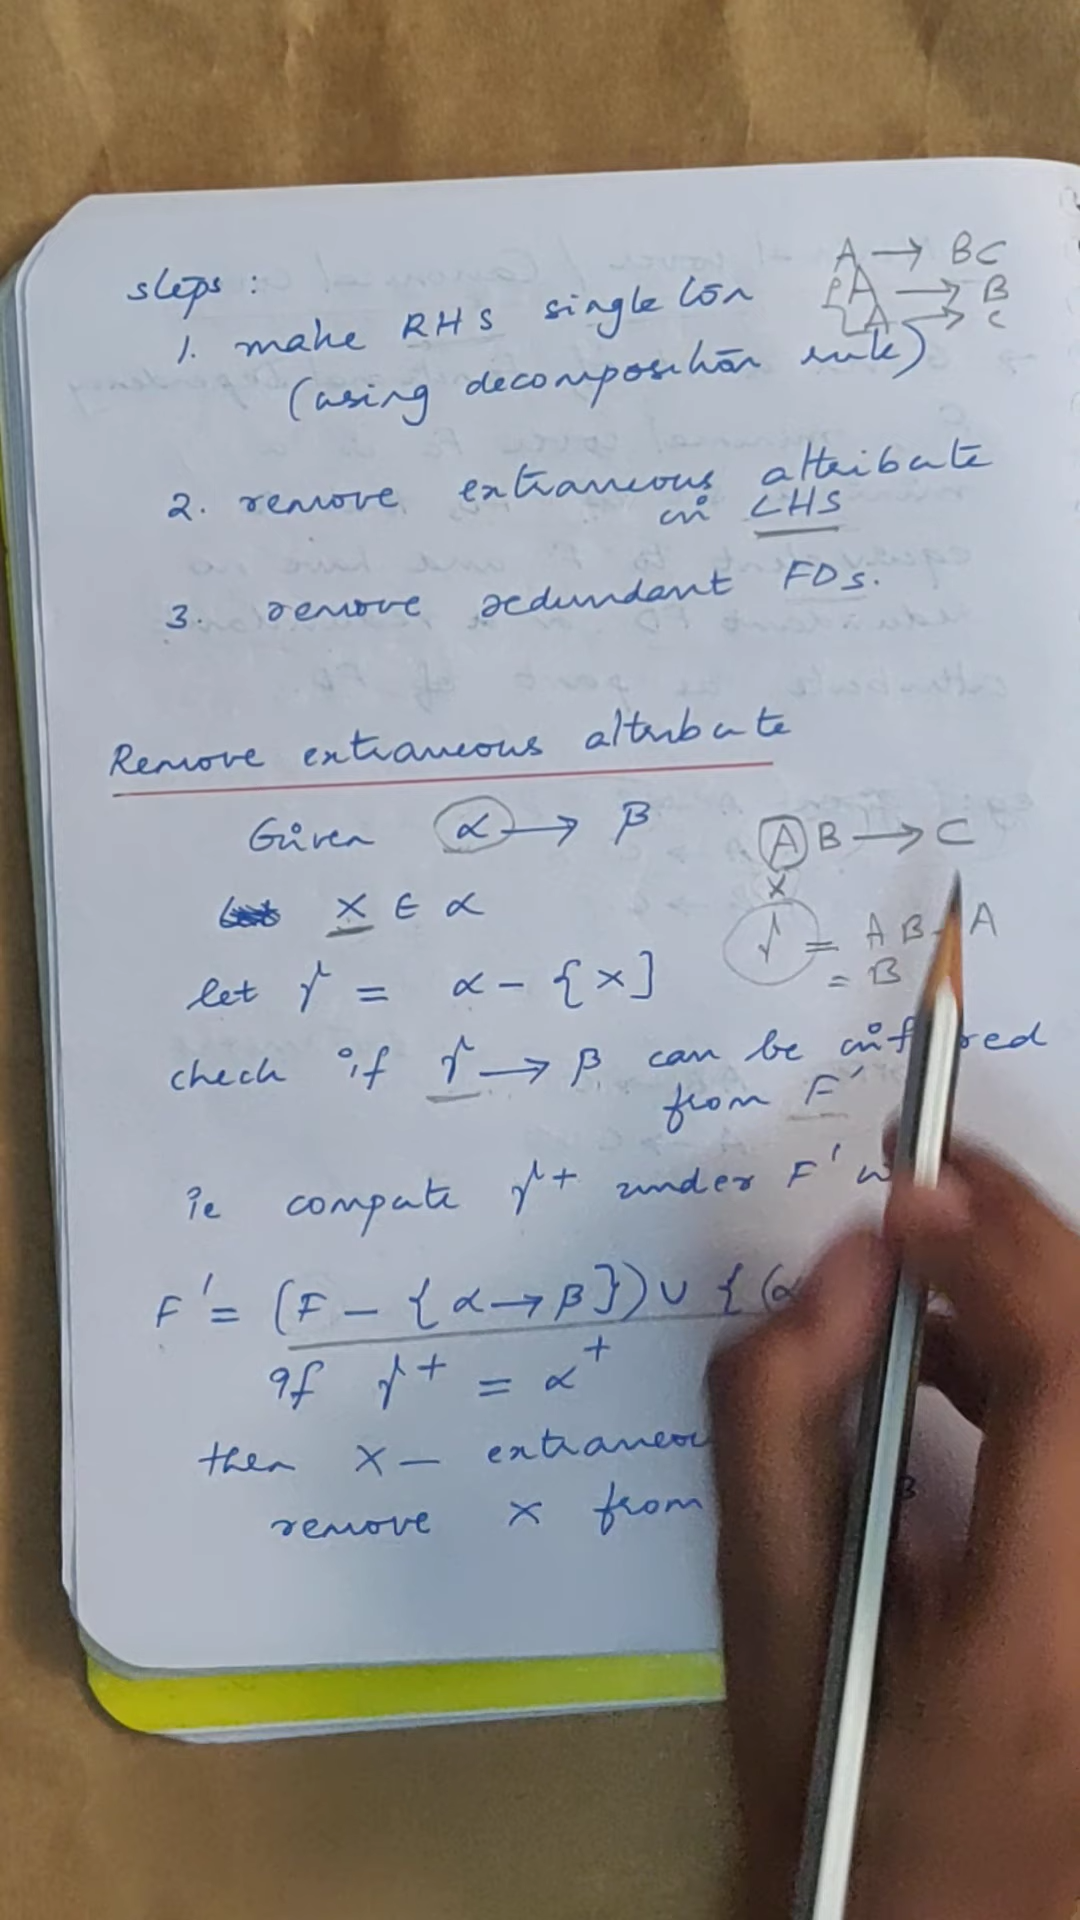 steps :
A → BC
A → B
A → C
1. make RHS singleton
(using decomposition rule)
2. remove extraneous attribute
in LHS
3. remove redundant FDs.
Remove extraneous attribute
Given α → β
AB → C
x
x ∈ α
γ = AB - A
= B
let γ = α - {x}
check if γ → β can be
from F'
ie compute γ+ under F'
F' = (F - {α → β}) ∪ {(α
If γ+ = α+
then x -
remove x from